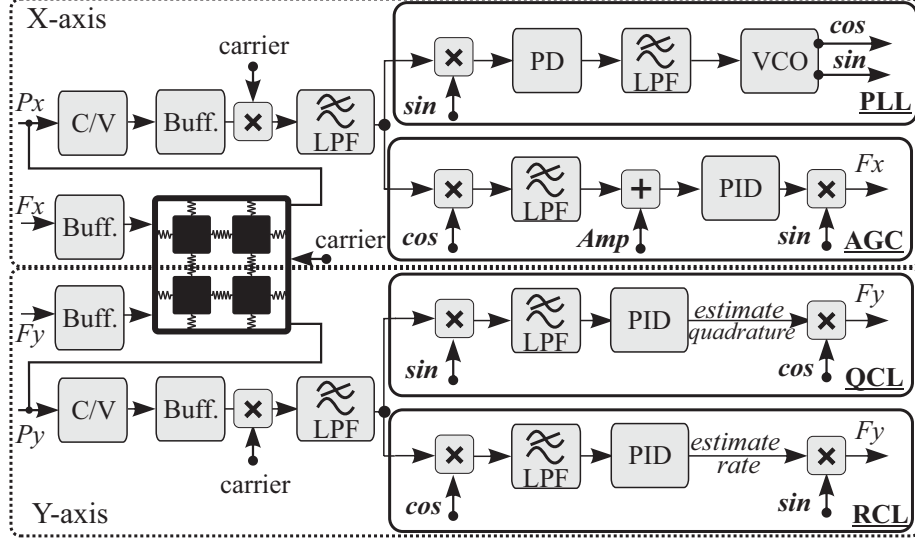 X-axis
carrier
Px
C/V
Buff.
×
LPF
×
sin
PD
LPF
VCO
cos
sin
PLL
Fx
Buff.
carrier
×
cos
LPF
+
Amp
PID
×
sin
Fx
AGC
Fy
Buff.
×
sin
LPF
PID
estimate
quadrature
×
cos
Fy
QCL
Py
C/V
Buff.
×
carrier
LPF
×
cos
LPF
PID
estimate
rate
×
sin
Fy
RCL
Y-axis